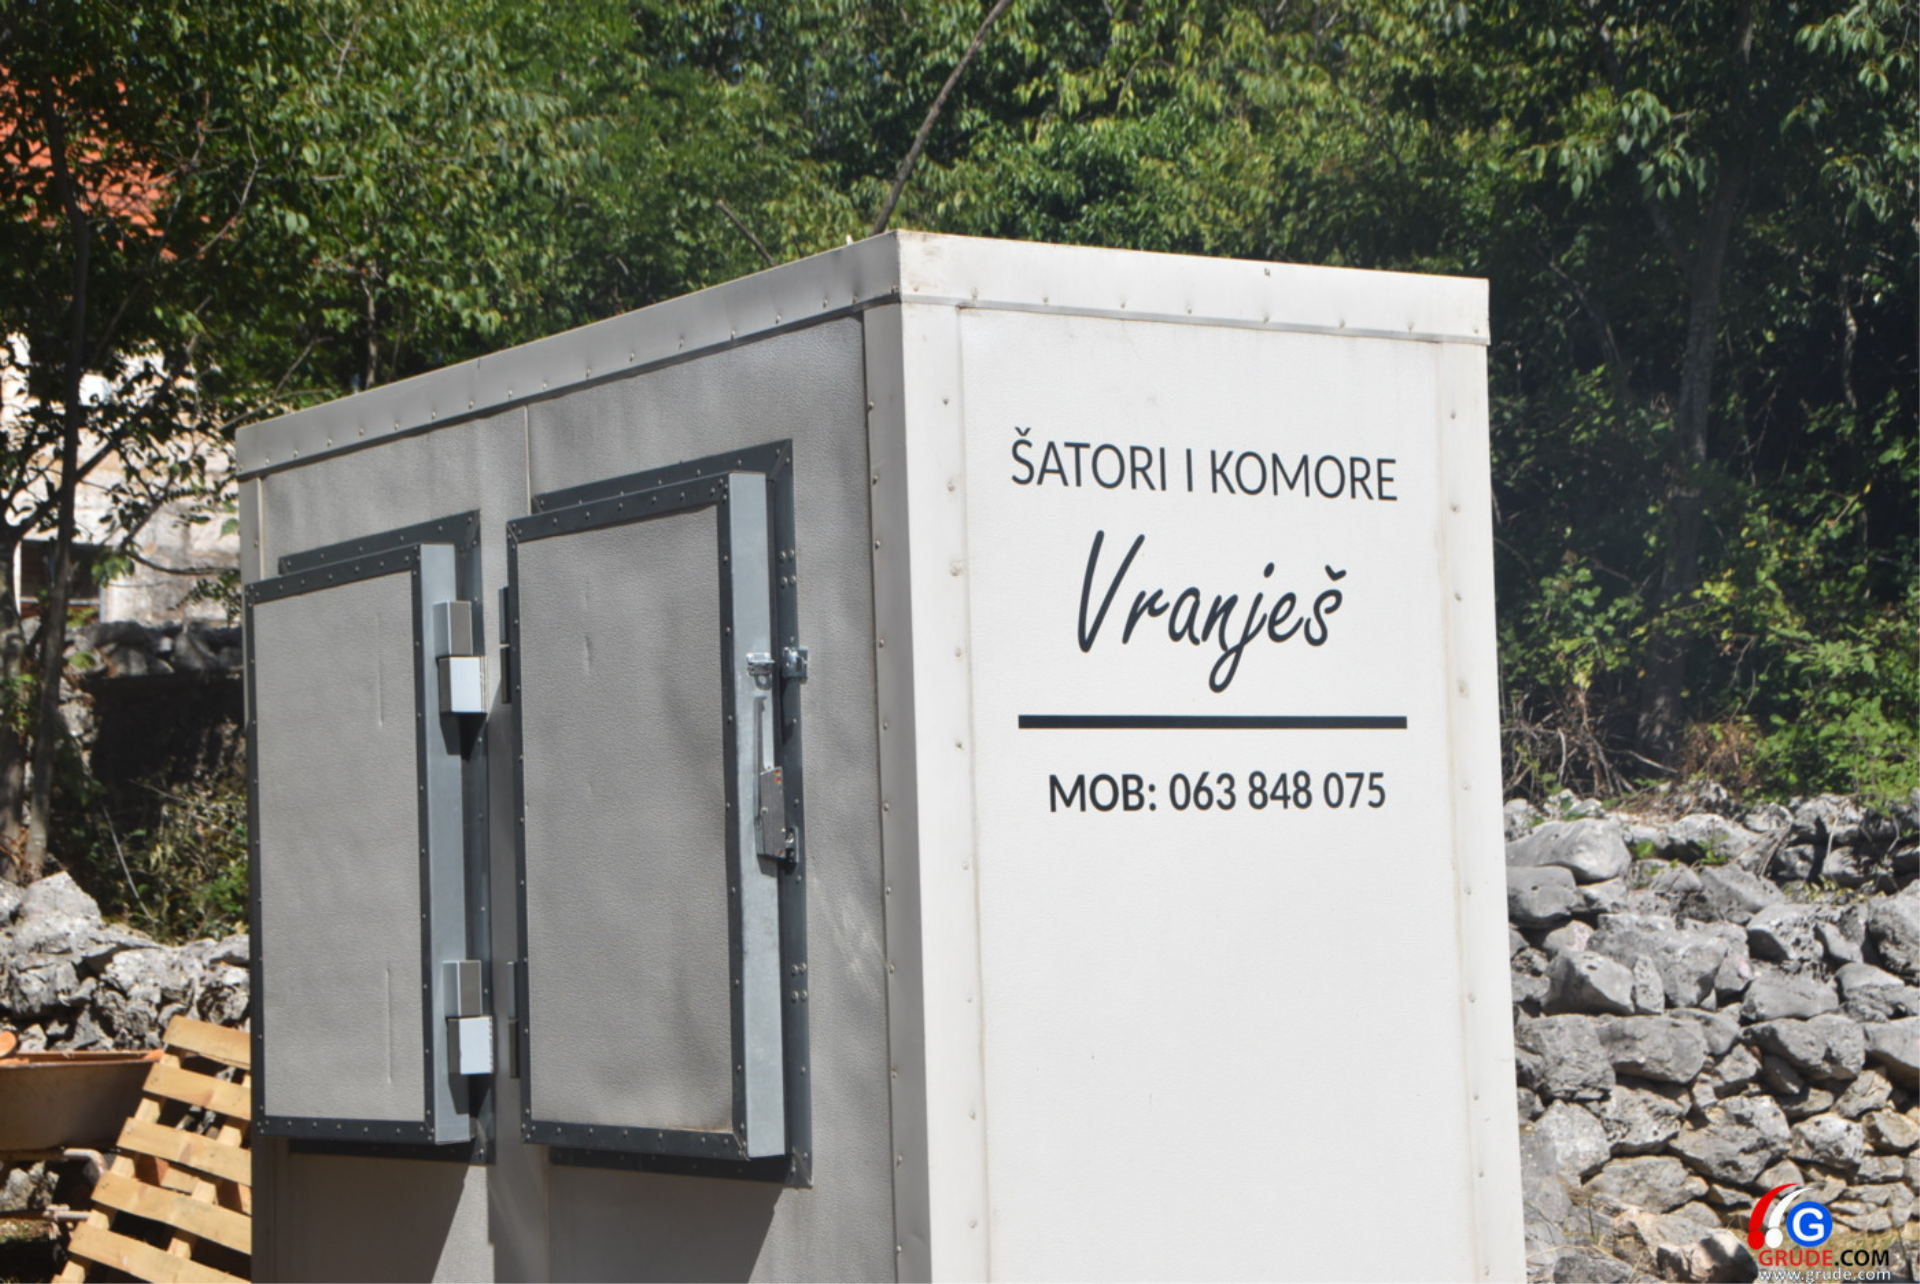 ŠATORI I KOMORE
Vranješ
MOB: 063 848 075
G
GRUDE.COM
www.grude.com